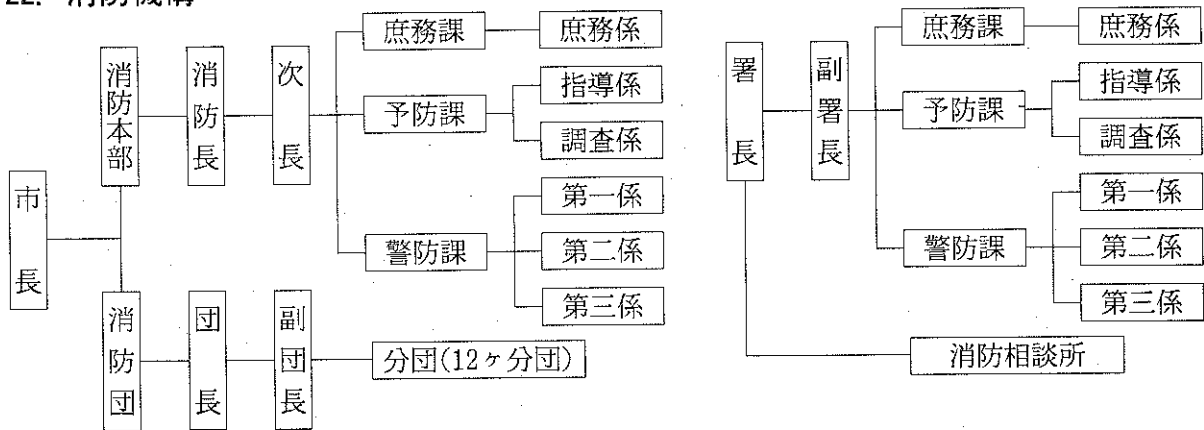 22. 消防機構
市長
消防本部
消防長
次長
庶務課
庶務係
予防課
指導係
調査係
警防課
第一係
第二係
第三係
消防団
団長
副団長
分団(12ヶ分団)
署長
副署長
庶務課
庶務係
予防課
指導係
調査係
警防課
第一係
第二係
第三係
消防相談所